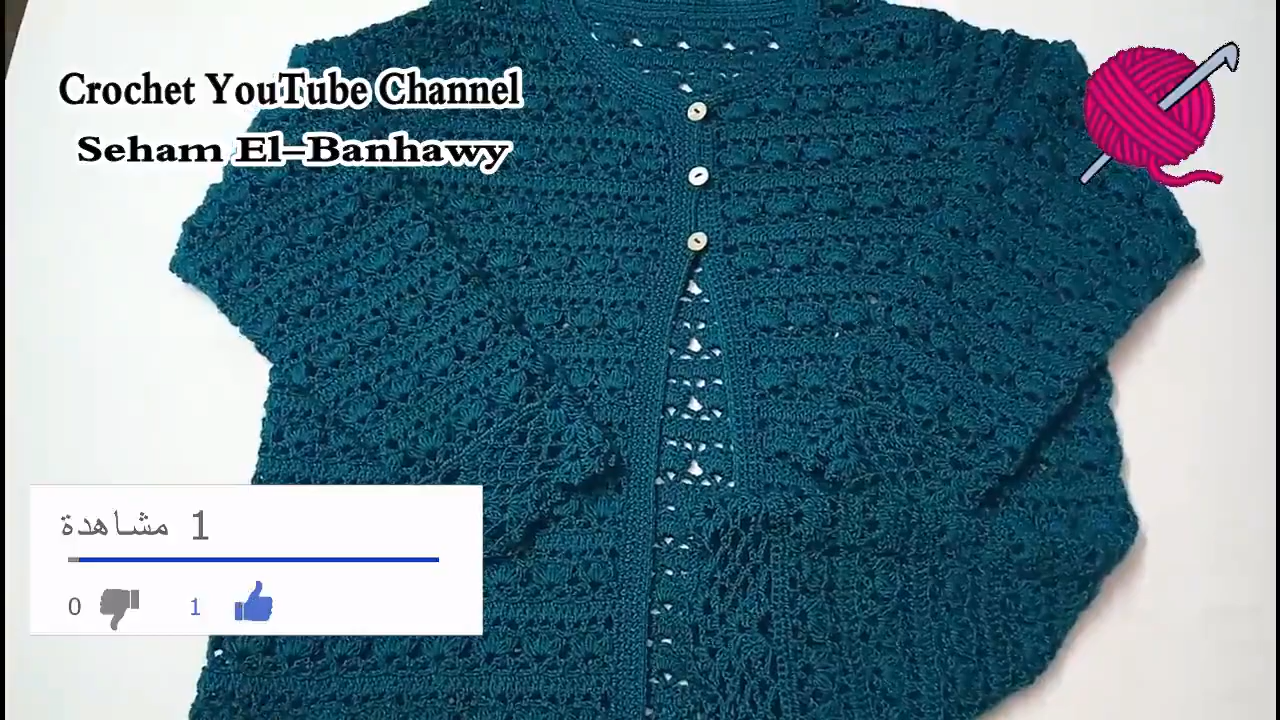 Crochet YouTube Channel
Seham El–Banhawy
1 مشاهدة
0 1